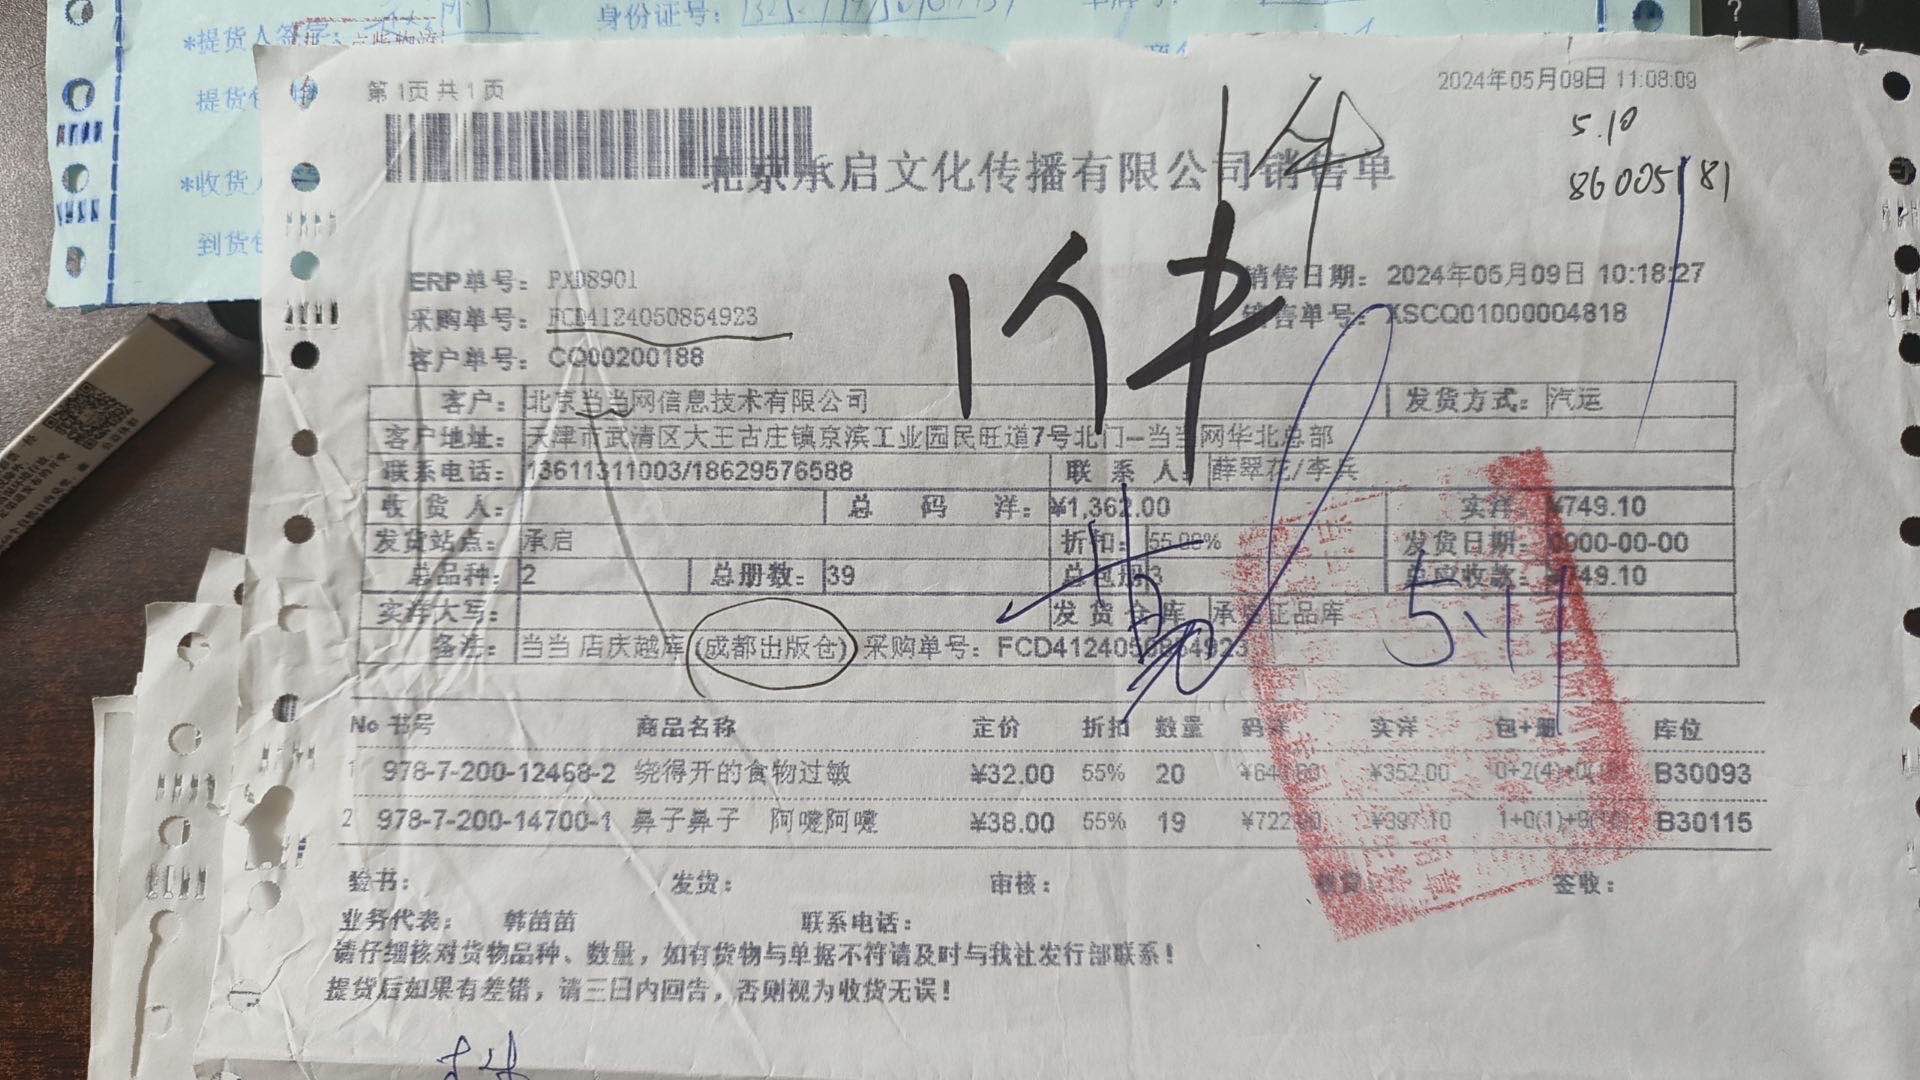 *提货人签字：
身份证号：
*收货人
第 1页 共 1 页
2024年05月09日 11:08:09
5.10
86005181
北京承启文化传播有限公司销售单
1件
ERP单号： PXD8901
销售日期： 2024年05月09日 10:18:27
采购单号： FCD4124050854923
销售单号： XSCQ01000004818
客户单号： CQ00200188
客户： 北京当当网信息技术有限公司 发货方式： 汽运
客户地址： 天津市武清区大王古庄镇京滨工业园民旺道7号北门--当当网华北总部
联系电话： 13611311003/18629576588 联 系 人： 薛翠花/李兵
收 货 人： 总 码 洋： ¥1,362.00 实洋： ¥749.10
发货站点： 承启 折扣： 55.00% 发货日期： 0000-00-00
总品种： 2 总册数： 39 总包册 3 总应收款： ¥749.10
实洋大写： 发 货 仓 库 承启正品库
5.11
备注： 当当 店庆越库 (成都出版仓) 采购单号： FCD4124050854923
No 书号 商品名称 定价 折扣 数量 码洋 实洋 包+册 库位
1 978-7-200-12468-2 绕得开的食物过敏 ¥32.00 55% 20 ¥352.00 B30093
2 978-7-200-14700-1 鼻子鼻子 阿嚏阿嚏 ¥38.00 55% 19 ¥397.10 B30115
验书： 发货： 审核： 签收：
业务代表： 韩苗苗 联系电话：
请仔细核对货物品种、数量，如有货物与单据不符请及时与我社发行部联系！
提货后如果有差错，请三日内回告，否则视为收货无误！